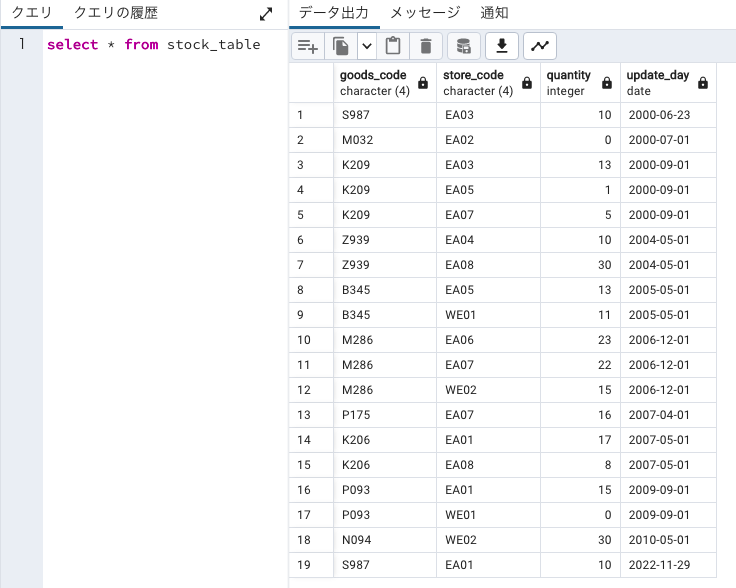 クエリ クエリの履歴
1 select * from stock_table
データ出力 メッセージ 通知
goods_code character (4) store_code character (4) quantity integer update_day date
1 S987 EA03 10 2000-06-23
2 M032 EA02 0 2000-07-01
3 K209 EA03 13 2000-09-01
4 K209 EA05 1 2000-09-01
5 K209 EA07 5 2000-09-01
6 Z939 EA04 10 2004-05-01
7 Z939 EA08 30 2004-05-01
8 B345 EA05 13 2005-05-01
9 B345 WE01 11 2005-05-01
10 M286 EA06 23 2006-12-01
11 M286 EA07 22 2006-12-01
12 M286 WE02 15 2006-12-01
13 P175 EA07 16 2007-04-01
14 K206 EA01 17 2007-05-01
15 K206 EA08 8 2007-05-01
16 P093 EA01 15 2009-09-01
17 P093 WE01 0 2009-09-01
18 N094 WE02 30 2010-05-01
19 S987 EA01 10 2022-11-29